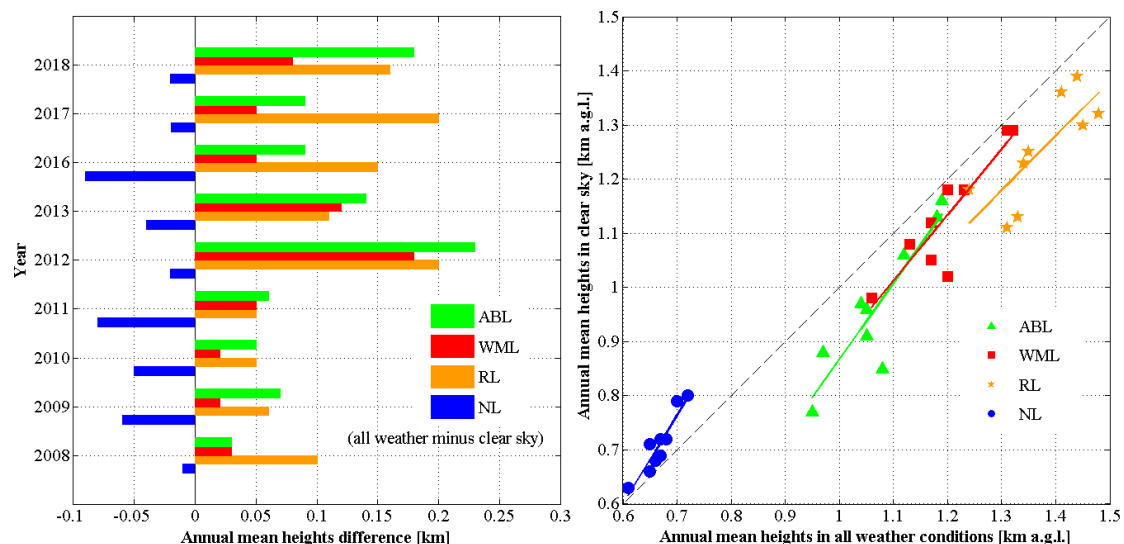 2018
2017
2016
2013
2012
2011
2010
2009
2008
Year
ABL
WML
RL
NL
(all weather minus clear sky)
-0.1 -0.05 0 0.05 0.1 0.15 0.2 0.25 0.3
Annual mean heights difference [km]
Annual mean heights in clear sky [km a.g.l.]
1.5
1.4
1.3
1.2
1.1
1
0.9
0.8
0.7
0.6
ABL
WML
RL
NL
0.6 0.7 0.8 0.9 1 1.1 1.2 1.3 1.4 1.5
Annual mean heights in all weather conditions [km a.g.l.]